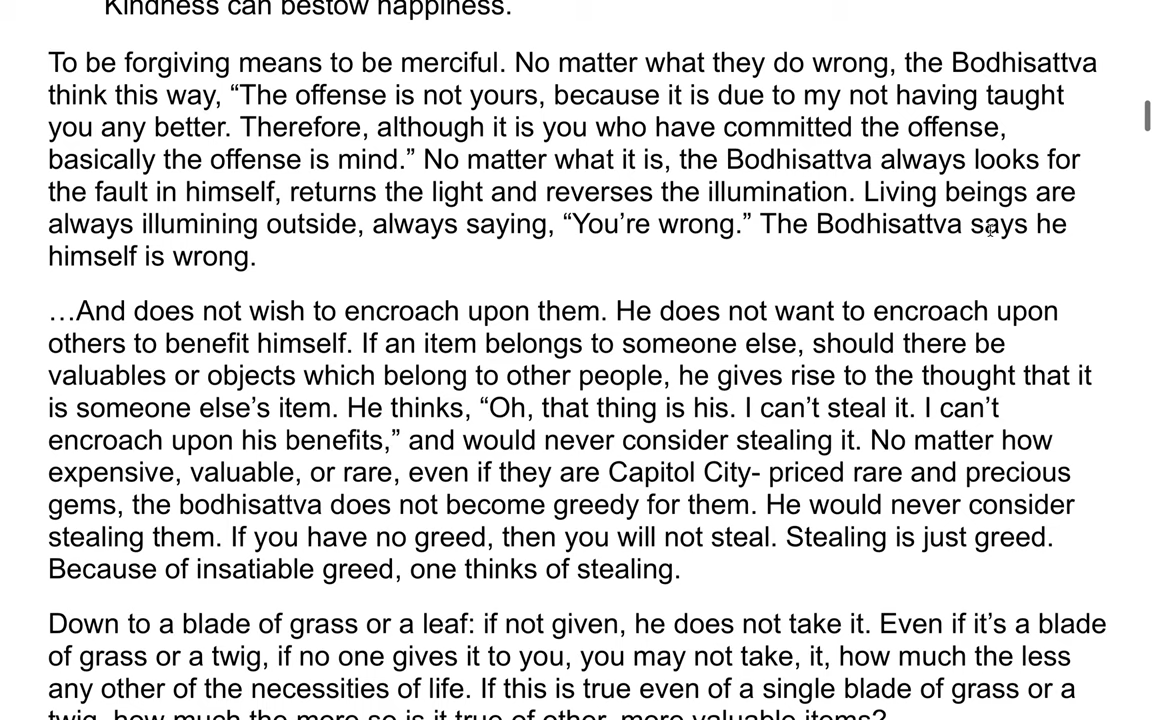 Kindness can bestow happiness.
To be forgiving means to be merciful. No matter what they do wrong, the Bodhisattva
think this way, “The offense is not yours, because it is due to my not having taught
you any better. Therefore, although it is you who have committed the offense,
basically the offense is mind.” No matter what it is, the Bodhisattva always looks for
the fault in himself, returns the light and reverses the illumination. Living beings are
always illumining outside, always saying, “You’re wrong.” The Bodhisattva says he
himself is wrong.
…And does not wish to encroach upon them. He does not want to encroach upon
others to benefit himself. If an item belongs to someone else, should there be
valuables or objects which belong to other people, he gives rise to the thought that it
is someone else’s item. He thinks, “Oh, that thing is his. I can’t steal it. I can’t
encroach upon his benefits,” and would never consider stealing it. No matter how
expensive, valuable, or rare, even if they are Capitol City- priced rare and precious
gems, the bodhisattva does not become greedy for them. He would never consider
stealing them. If you have no greed, then you will not steal. Stealing is just greed.
Because of insatiable greed, one thinks of stealing.
Down to a blade of grass or a leaf: if not given, he does not take it. Even if it’s a blade
of grass or a twig, if no one gives it to you, you may not take, it, how much the less
any other of the necessities of life. If this is true even of a single blade of grass or a
twig, how much the more so is it true of other, more valuable items?